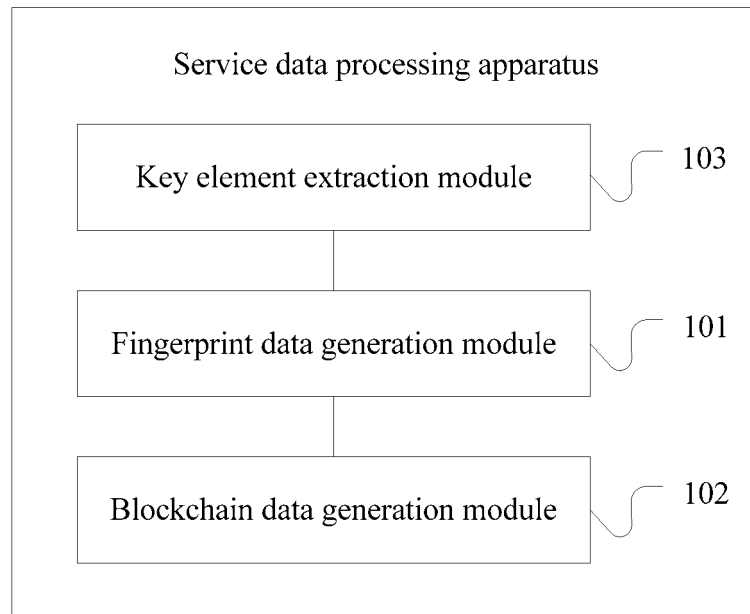 Service data processing apparatus
Key element extraction module
103
Fingerprint data generation module
101
Blockchain data generation module
102